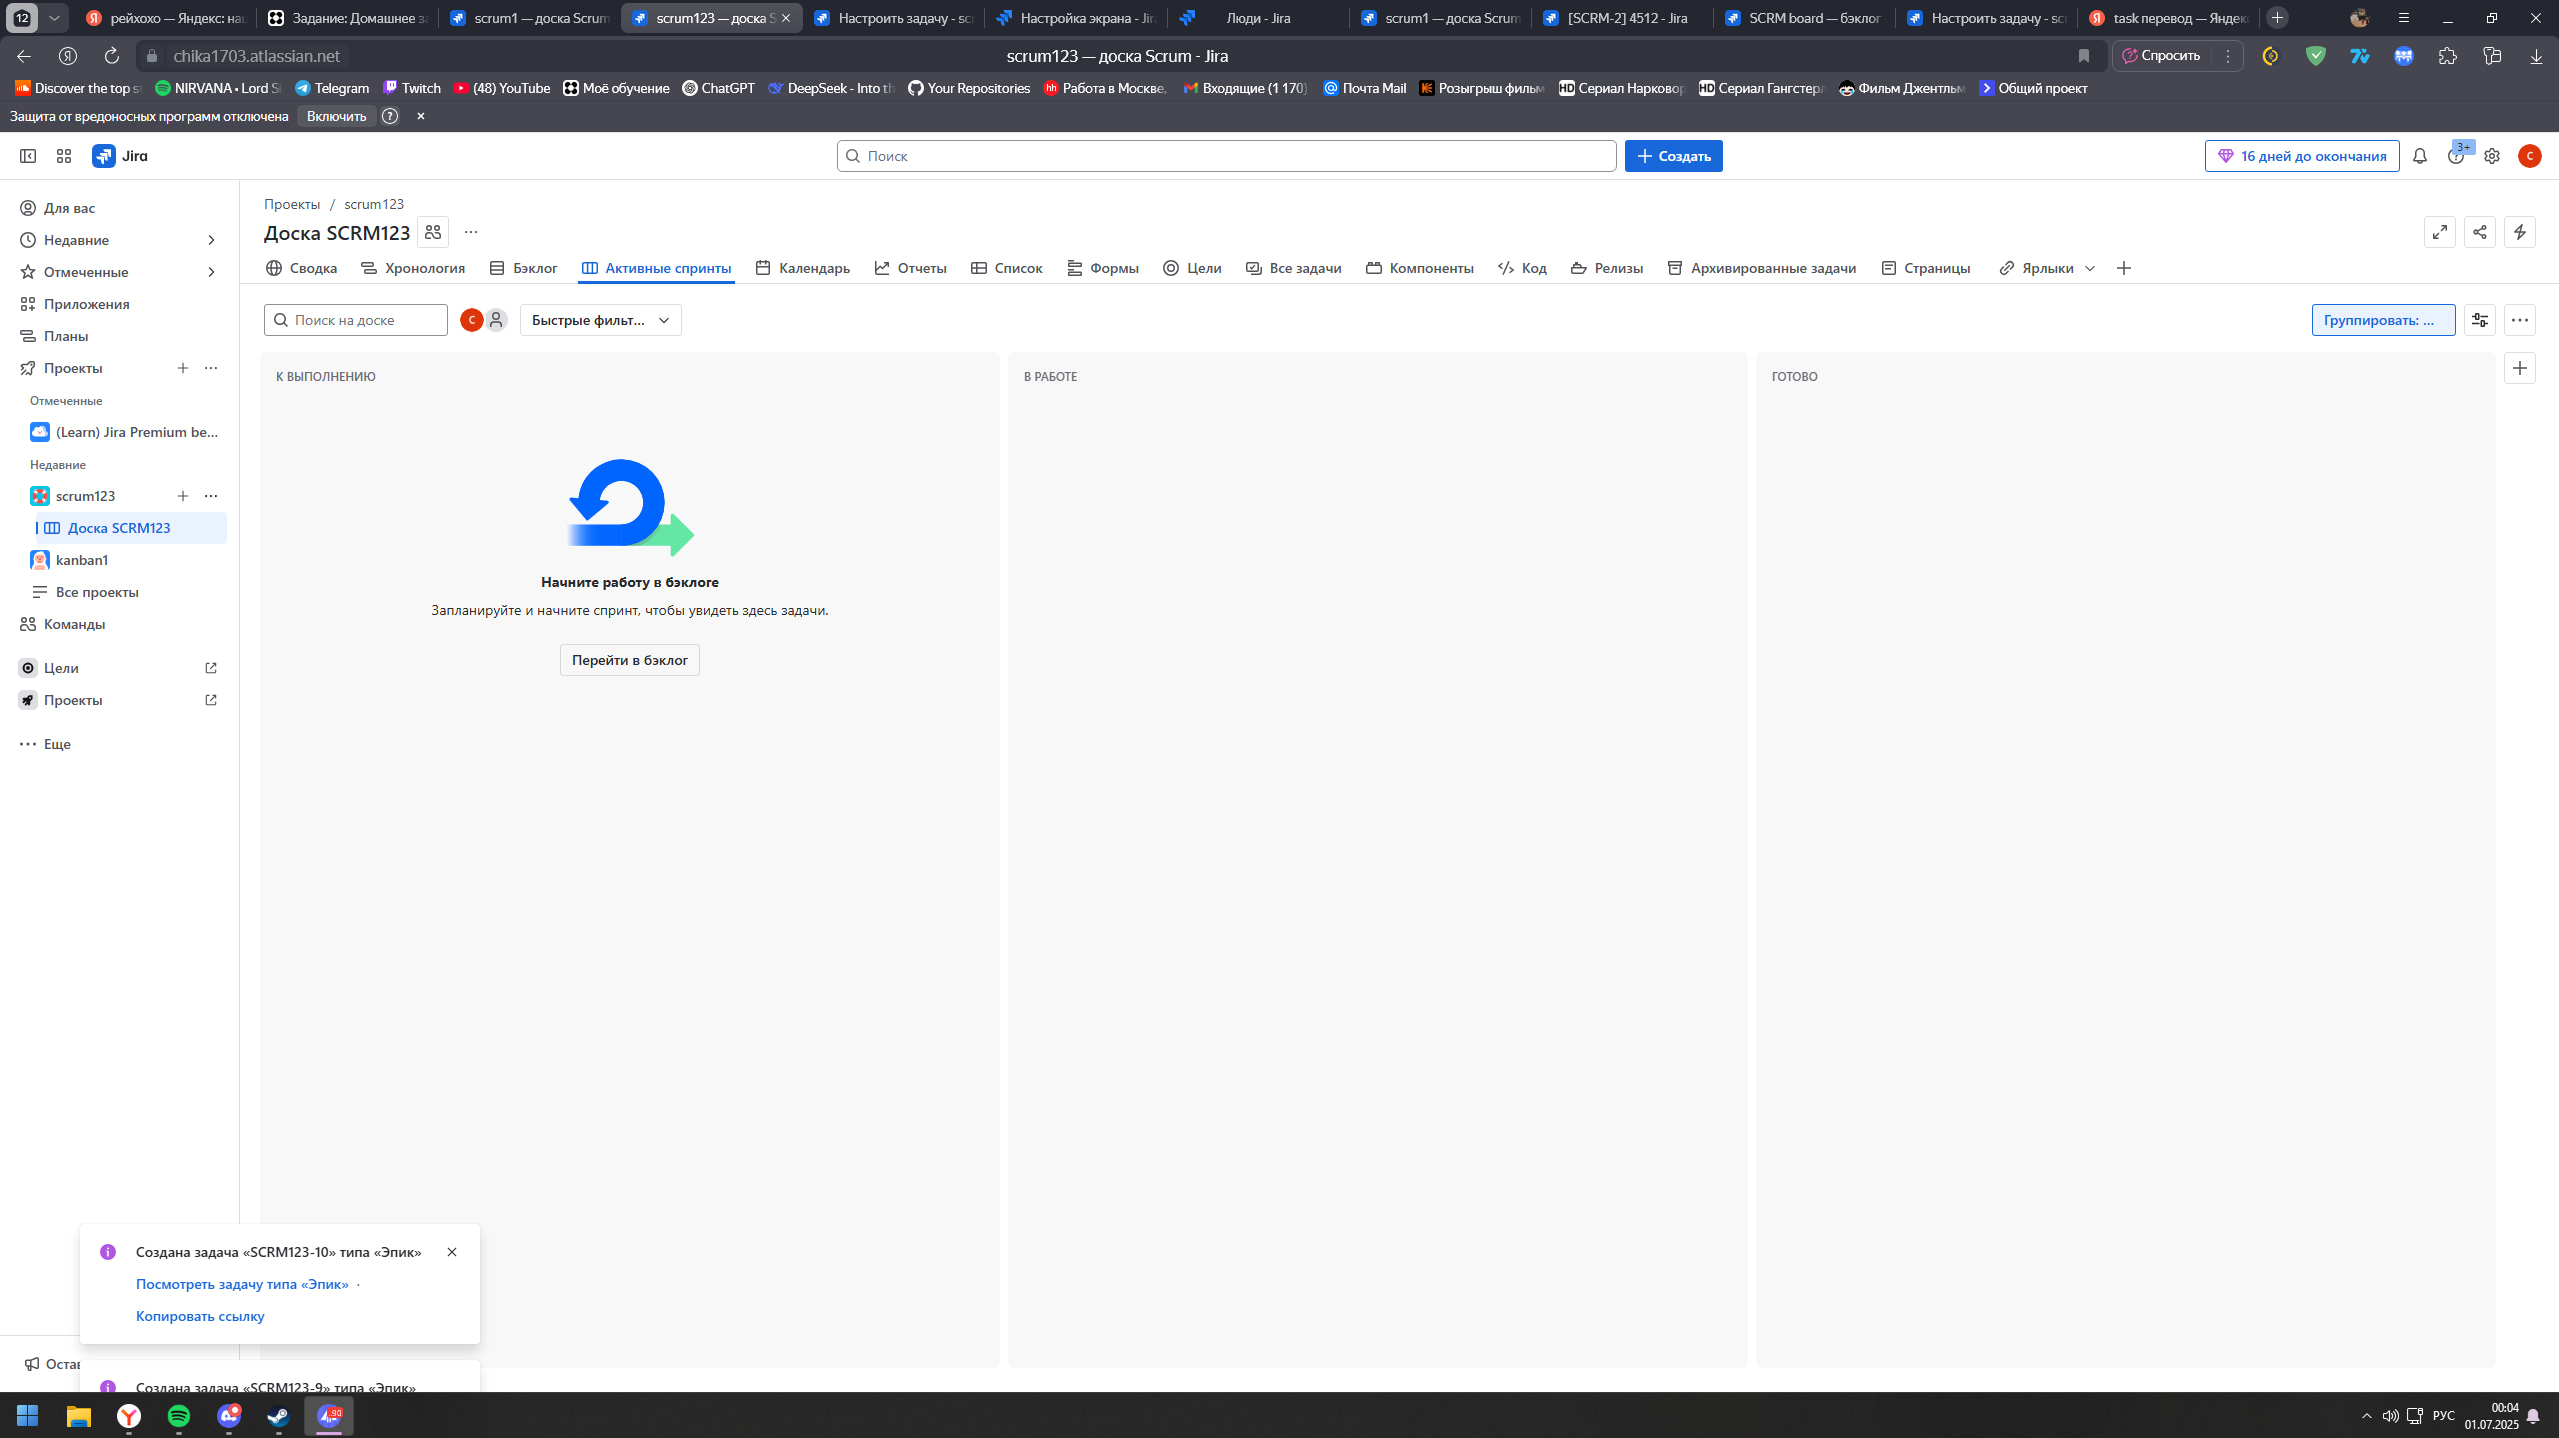 12
рейхохо — Яндекс: на
Задание: Домашнее за
scrum1 — доска Scrum
scrum123 — доска S
Настроить задачу - sc
Настройка экрана - Jir
Люди - Jira
scrum1 — доска Scrum
[SCRM-2] 4512 - Jira
SCRM board — бэклог
Настроить задачу - sc
task перевод — Яндекс
chika1703.atlassian.net
scrum123 — доска Scrum - Jira
Спросить
Discover the top s
NIRVANA • Lord S
Telegram
Twitch
(48) YouTube
Моё обучение
ChatGPT
DeepSeek - Into th
Your Repositories
Работа в Москве,
Входящие (1 170)
Почта Mail
Розыгрыш фильм
Сериал Нарковор
Сериал Гангстерл
Фильм Джентльм
Общий проект
Защита от вредоносных программ отключена
Включить
Jira
Поиск
Создать
16 дней до окончания
3+
C
Для вас
Недавние
Отмеченные
Приложения
Планы
Проекты
Отмеченные
(Learn) Jira Premium be...
Недавние
scrum123
Доска SCRM123
kanban1
Все проекты
Команды
Цели
Проекты
Еще
Проекты / scrum123
Доска SCRM123
Сводка
Хронология
Бэклог
Активные спринты
Календарь
Отчеты
Список
Формы
Цели
Все задачи
Компоненты
Код
Релизы
Архивированные задачи
Страницы
Ярлыки
Поиск на доске
C
Быстрые фильт...
Группировать: ...
К ВЫПОЛНЕНИЮ
В РАБОТЕ
ГОТОВО
Начните работу в бэклоге
Запланируйте и начните спринт, чтобы увидеть здесь задачи.
Перейти в бэклог
Создана задача «SCRM123-10» типа «Эпик»
Посмотреть задачу типа «Эпик» ·
Копировать ссылку
Остав
Создана задача «SCRM123-9» типа «Эпик»
90
РУС
00:04
01.07.2025